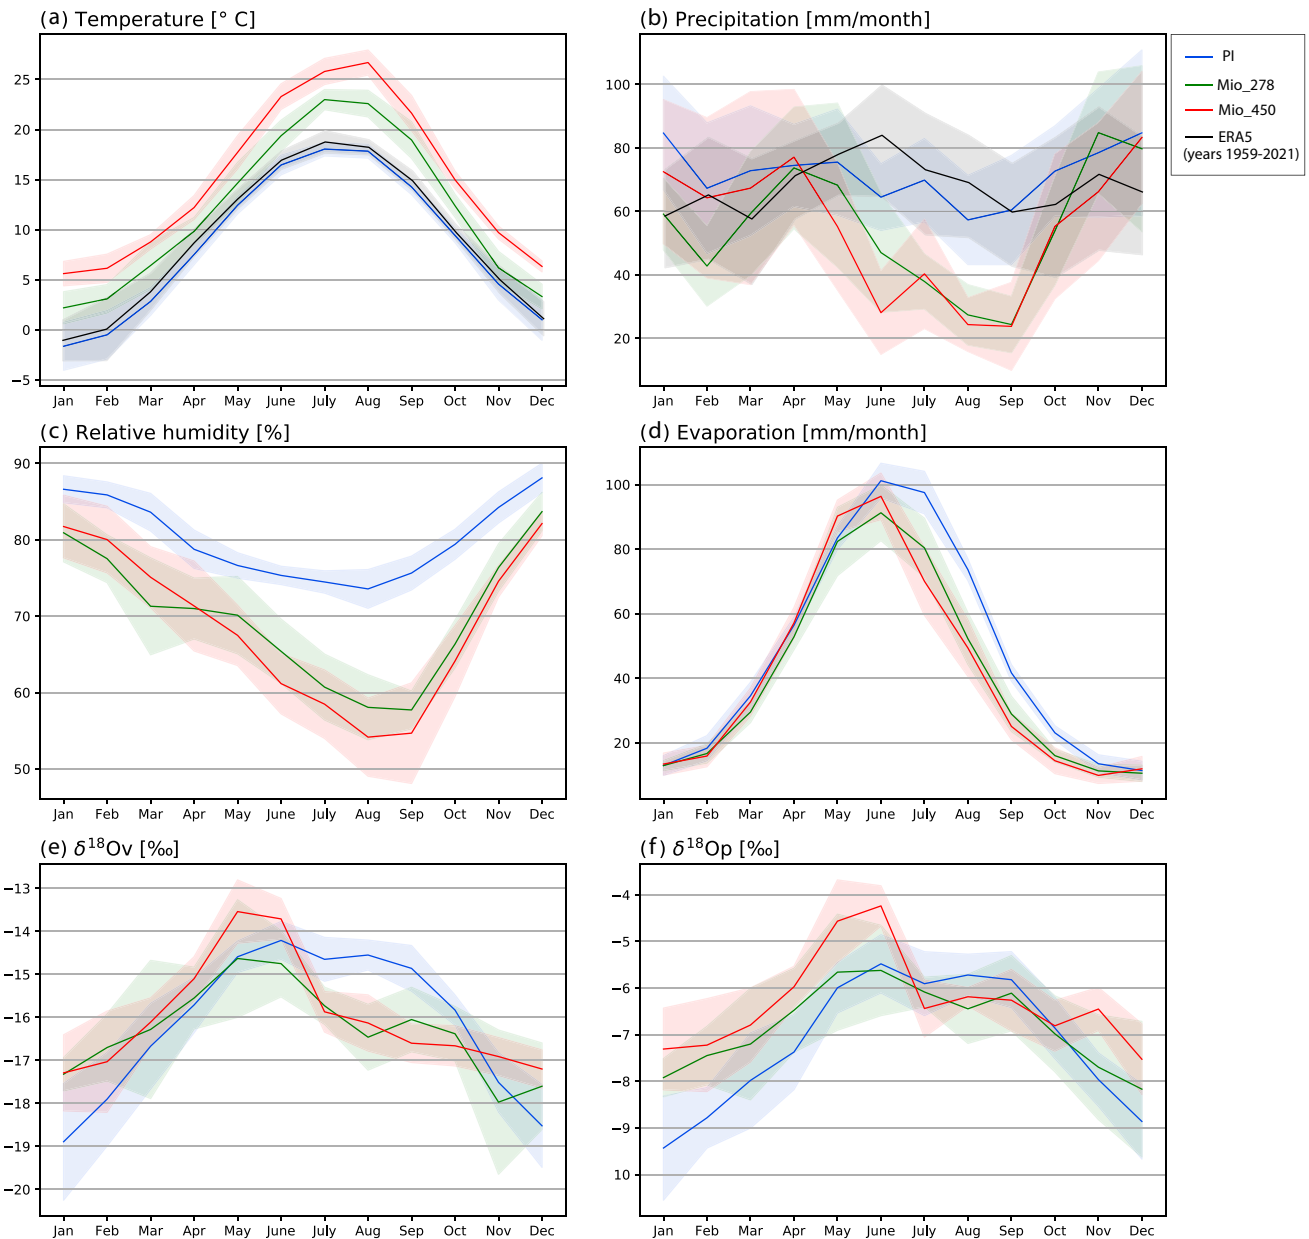 (a) Temperature [° C]
25
20
15
10
5
0
−5
Jan Feb Mar Apr May June July Aug Sep Oct Nov Dec
(b) Precipitation [mm/month]
100
80
60
40
20
Jan Feb Mar Apr May June July Aug Sep Oct Nov Dec
PI
Mio_278
Mio_450
ERA5
(years 1959-2021)
(c) Relative humidity [%]
90
80
70
60
50
Jan Feb Mar Apr May June July Aug Sep Oct Nov Dec
(d) Evaporation [mm/month]
100
80
60
40
20
Jan Feb Mar Apr May June July Aug Sep Oct Nov Dec
(e) δ¹⁸Ov [‰]
−13
−14
−15
−16
−17
−18
−19
−20
Jan Feb Mar Apr May June July Aug Sep Oct Nov Dec
(f) δ¹⁸Op [‰]
−4
−5
−6
−7
−8
−9
10
Jan Feb Mar Apr May June July Aug Sep Oct Nov Dec